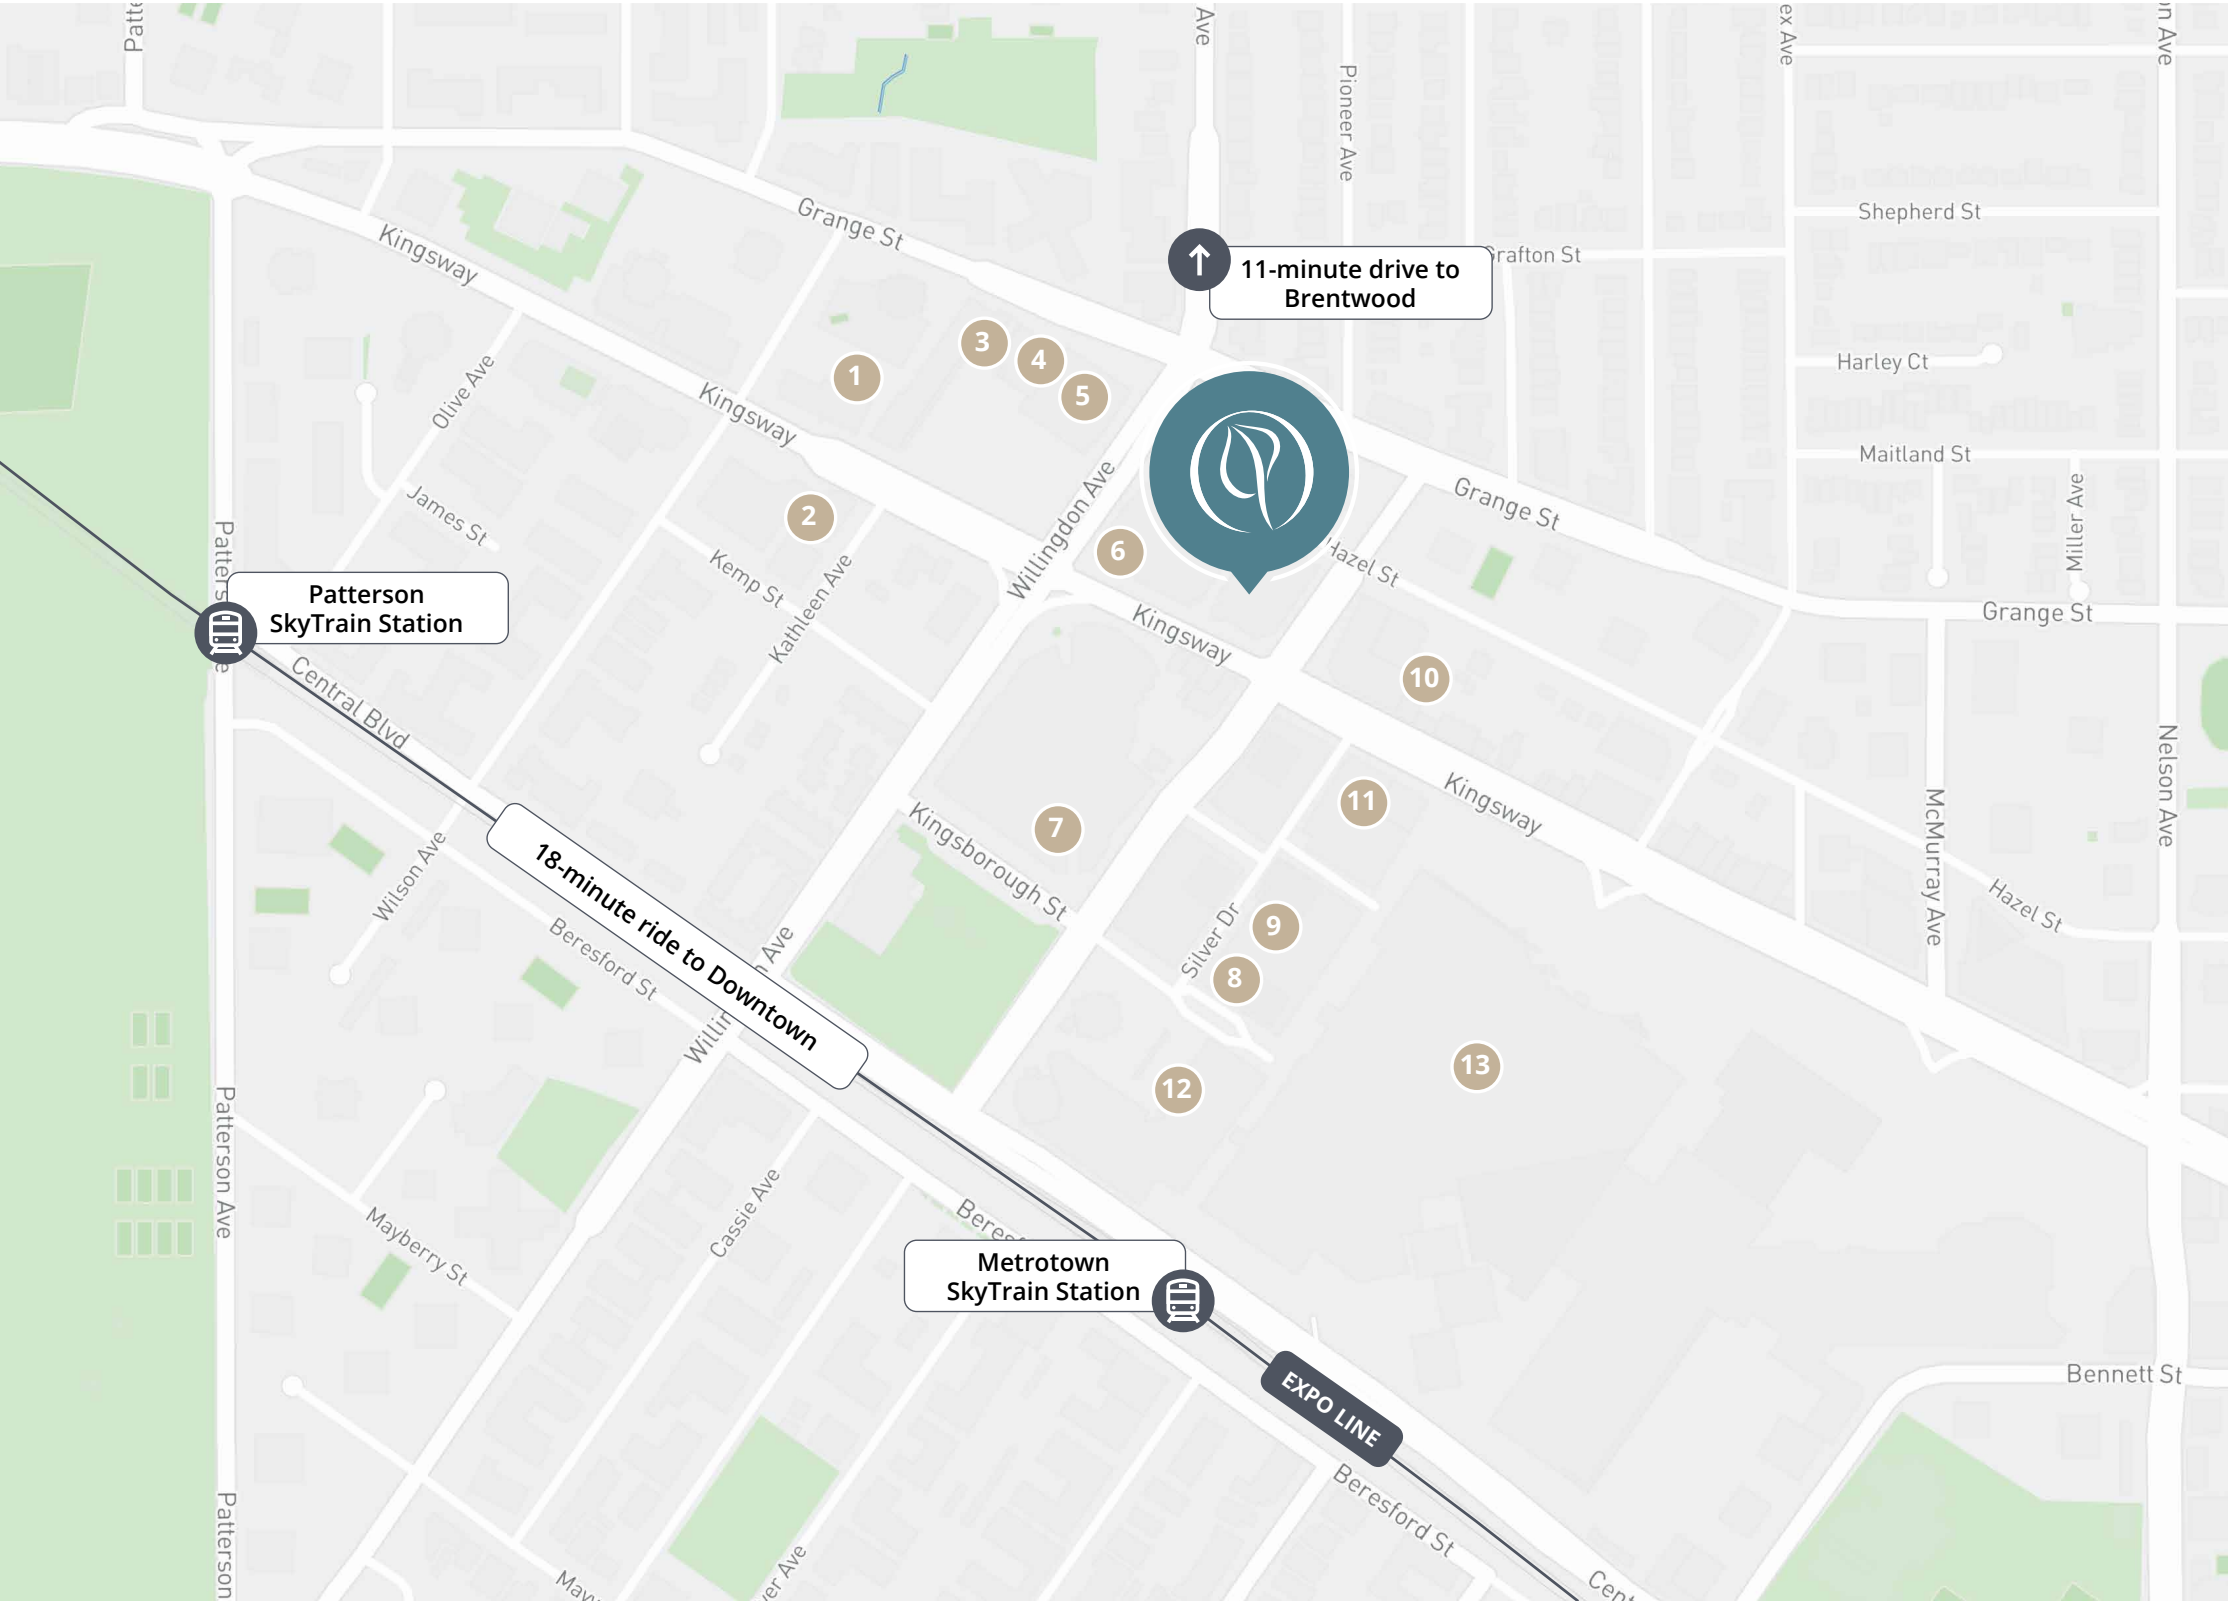 Ave
Pioneer Ave
Shepherd St
Grange St
Kingsway
11-minute drive to
Brentwood
Grafton St
3
4
5
1
Harley Ct
Olive Ave
Kingsway
Maitland St
Willingdon Ave
Grange St
Miller Ave
James St
2
6
Hazel St
Kemp St
Kathleen Ave
Patterson
SkyTrain Station
Kingsway
Grange St
Central Blvd
10
11
Kingsway
Nelson Ave
7
Kingsborough St
McMurray Ave
Wilson Ave
18-minute ride to Downtown
Hazel St
9
Silver Dr
8
Beresford St
13
12
Patterson Ave
Cassie Ave
Mayberry St
Metrotown
SkyTrain Station
EXPO LINE
Bennett St
Beresford St
Patterson